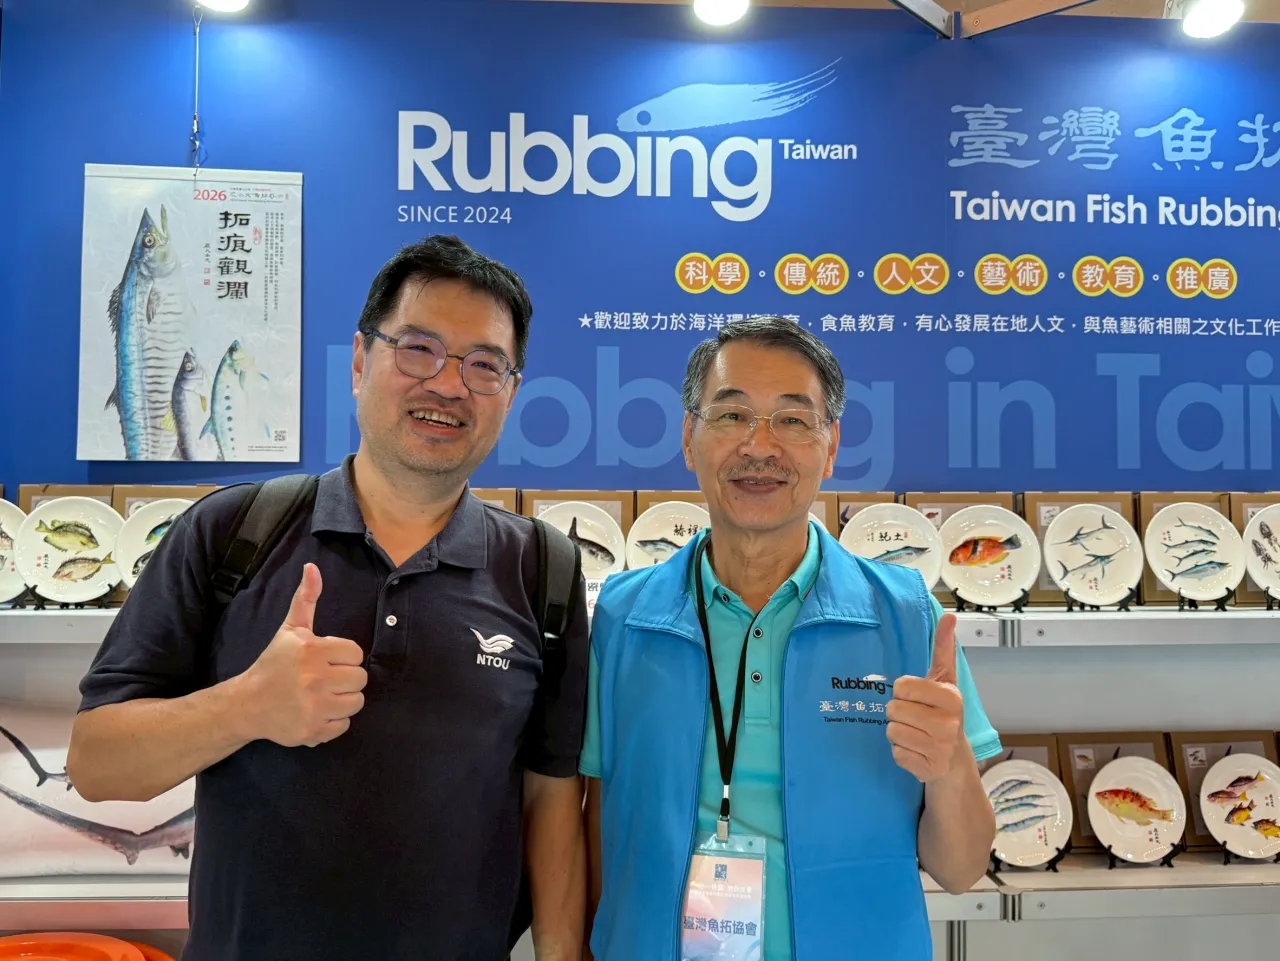 Rubbing Taiwan
SINCE 2024
臺灣魚拓
Taiwan Fish Rubbing
科學・傳統・人文・藝術・教育・推廣
★歡迎致力於海洋環境教育．食魚教育．有心發展在地人文．與魚藝術相關之文化工作
Rubbing in Tai
2026
拓痕觀瀾
NTOU
Rubbing
臺灣魚拓
Taiwan Fish Rubbing A
臺灣魚拓協會